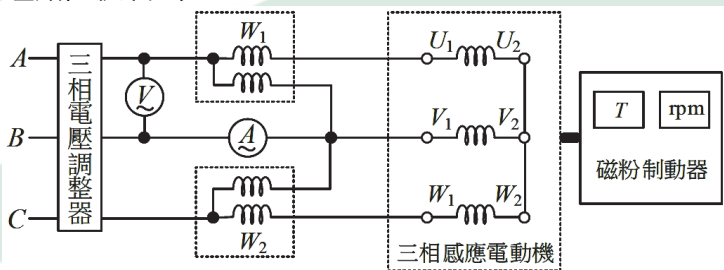 W₁
U₁ U₂
A
三相電壓調整器
V
T rpm
B
A
V₁ V₂
磁粉制動器
C
W₁ W₂
W₂
三相感應電動機